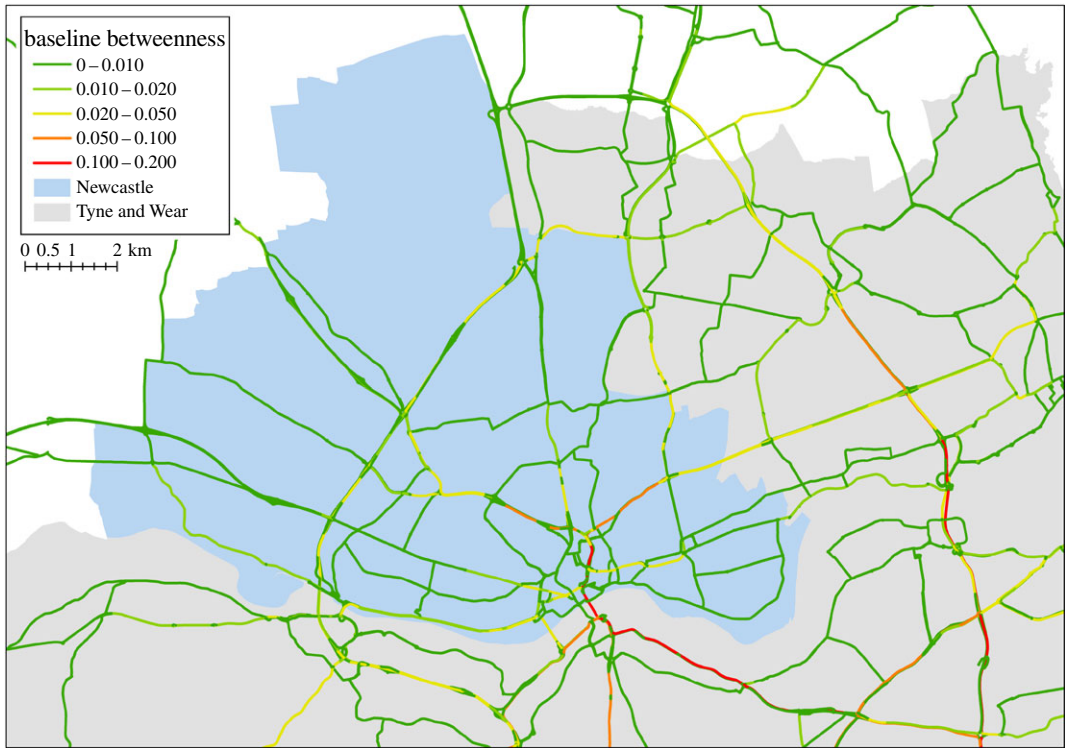 baseline betweenness
0 – 0.010
0.010 – 0.020
0.020 – 0.050
0.050 – 0.100
0.100 – 0.200
Newcastle
Tyne and Wear
0 0.5 1 2 km